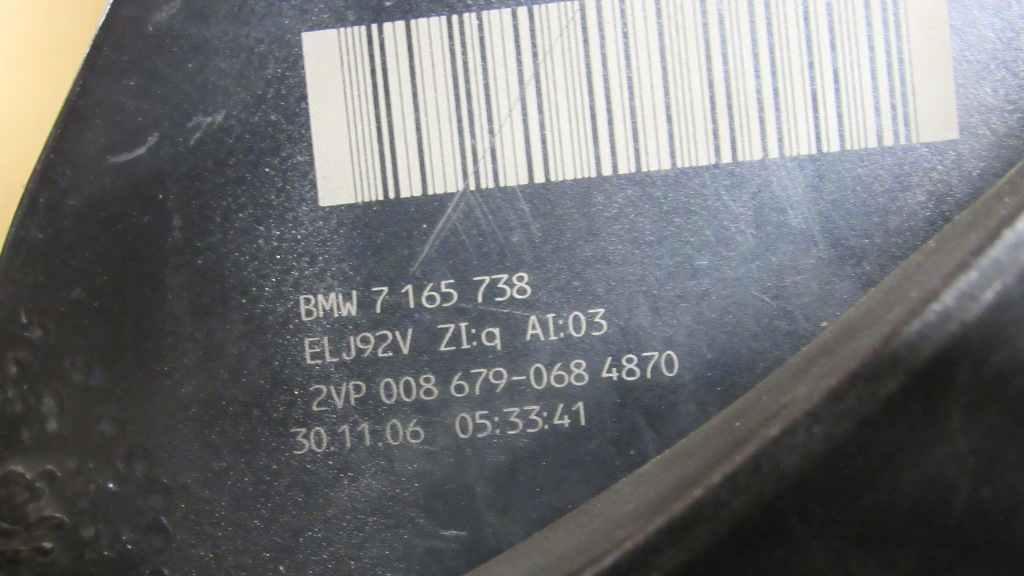 BMW 7 165 738
ELJ92V ZI:q AI:03
2VP 008 679-068 4870
30.11.06 05:33:41